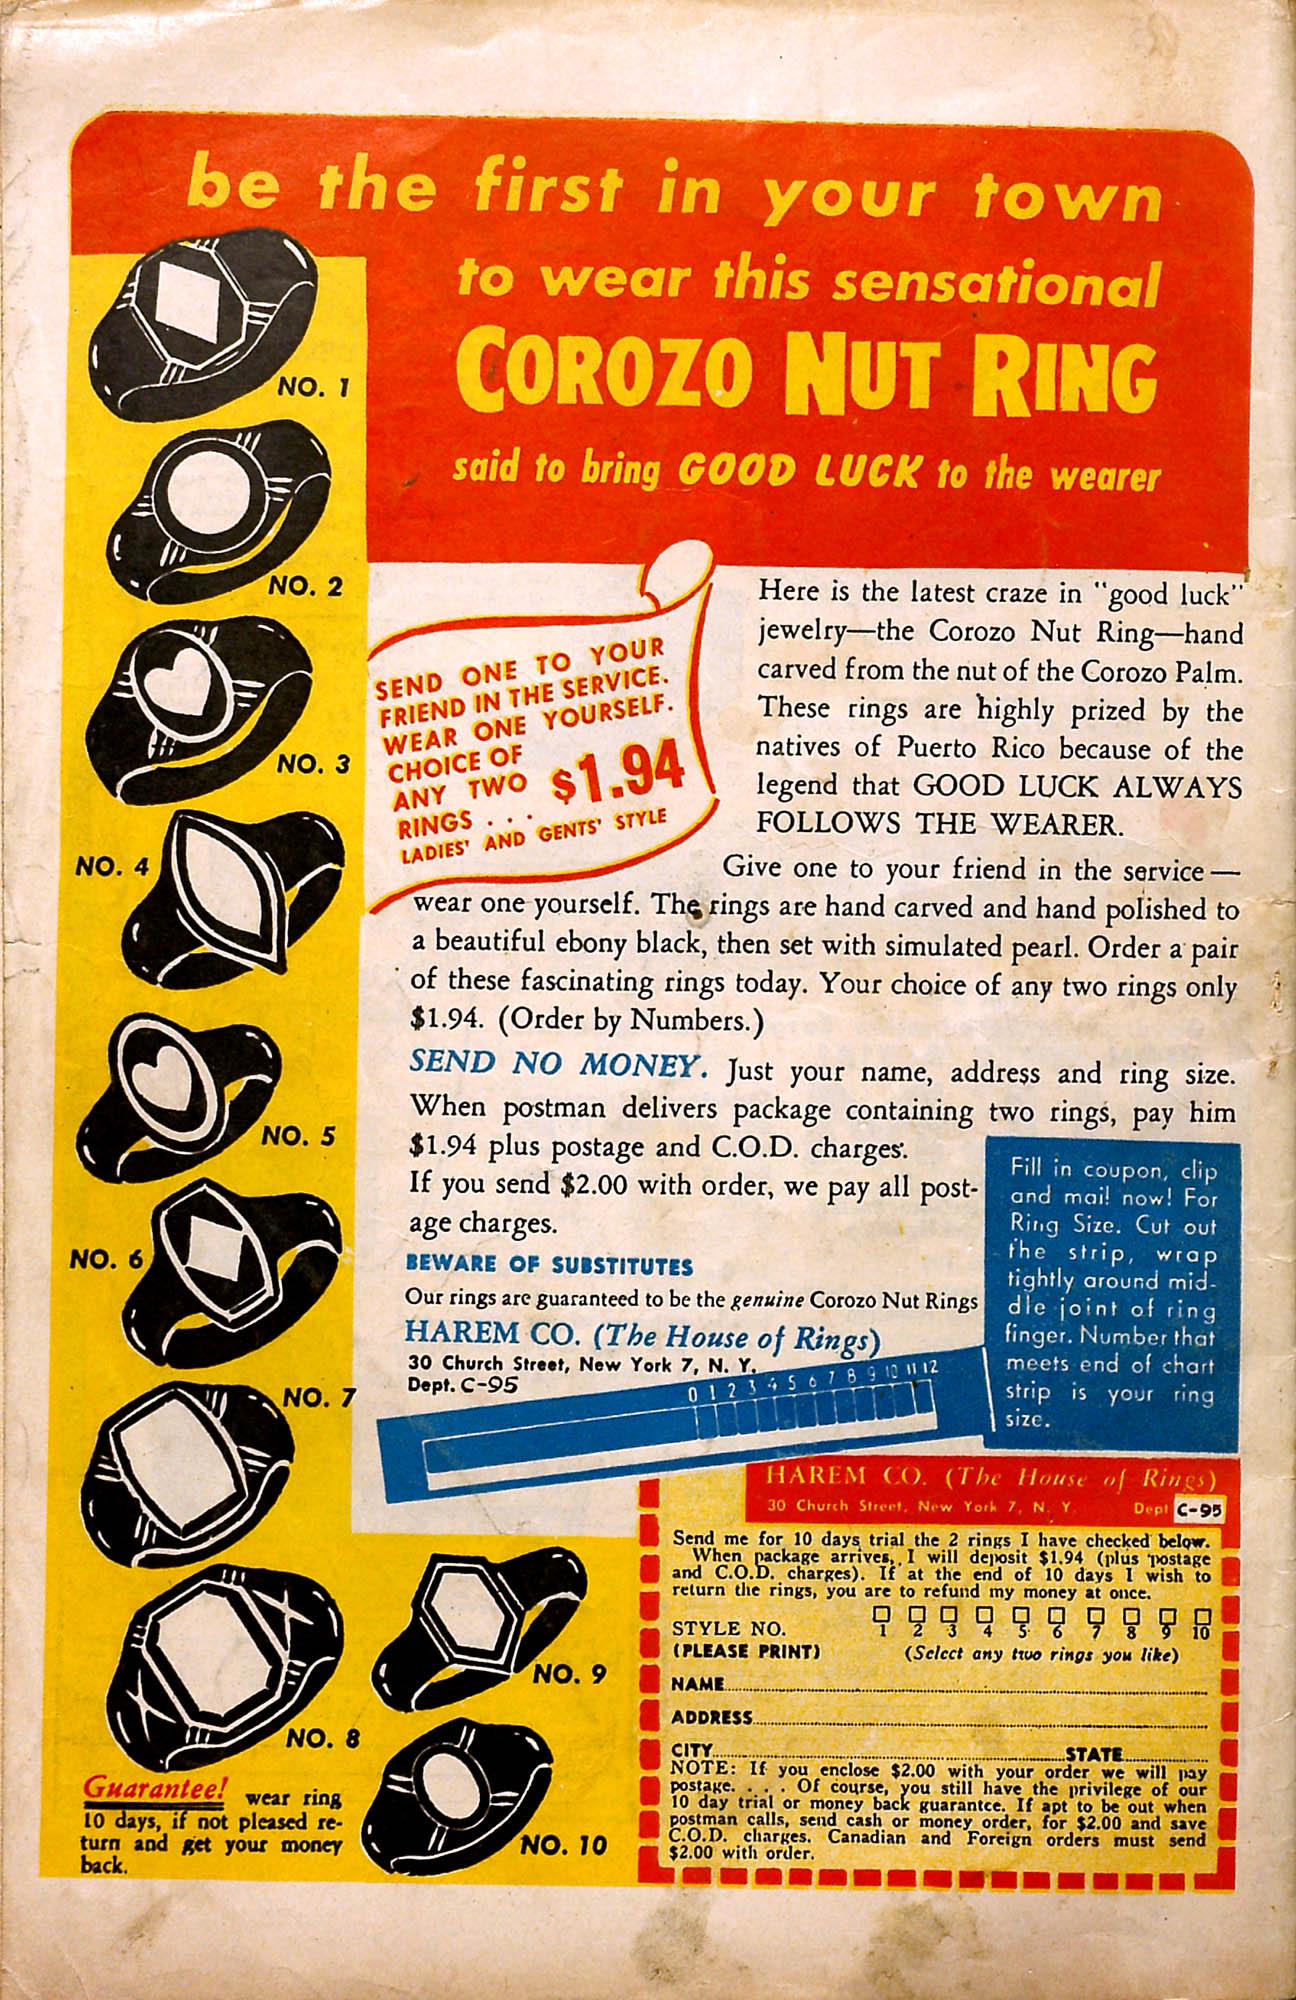 be the first in your town
to wear this sensational
COROZO NUT RING
said to bring GOOD LUCK to the wearer
NO. 1
NO. 2
NO. 3
NO. 4
NO. 5
NO. 6
NO. 7
NO. 8
NO. 9
NO. 10
SEND ONE TO YOUR
FRIEND IN THE SERVICE.
WEAR ONE YOURSELF.
CHOICE OF
ANY TWO
RINGS . . . $1.94
LADIES' AND GENTS' STYLE
Here is the latest craze in "good luck"
jewelry—the Corozo Nut Ring—hand
carved from the nut of the Corozo Palm.
These rings are highly prized by the
natives of Puerto Rico because of the
legend that GOOD LUCK ALWAYS
FOLLOWS THE WEARER.
Give one to your friend in the service—
wear one yourself. The rings are hand carved and hand polished to
a beautiful ebony black, then set with simulated pearl. Order a pair
of these fascinating rings today. Your choice of any two rings only
$1.94. (Order by Numbers.)
SEND NO MONEY. Just your name, address and ring size.
When postman delivers package containing two rings, pay him
$1.94 plus postage and C.O.D. charges.
If you send $2.00 with order, we pay all post-
age charges.
BEWARE OF SUBSTITUTES
Our rings are guaranteed to be the genuine Corozo Nut Rings
HAREM CO. (The House of Rings)
30 Church Street, New York 7, N. Y.
Dept. C-95
0 1 2 3 4 5 6 7 8 9 10 11 12
Fill in coupon, clip
and mail now! For
Ring Size. Cut out
the strip, wrap
tightly around mid-
dle joint of ring
finger. Number that
meets end of chart
strip is your ring
size.
HAREM CO. (The House of Rings)
30 Church Street, New York 7, N. Y. Dept C-95
Send me for 10 days trial the 2 rings I have checked below.
When package arrives, I will deposit $1.94 (plus postage
and C.O.D. charges). If at the end of 10 days I wish to
return the rings, you are to refund my money at once.
STYLE NO. 1 2 3 4 5 6 7 8 9 10
(PLEASE PRINT) (Select any two rings you like)
NAME
ADDRESS
CITY STATE
NOTE: If you enclose $2.00 with your order we will pay
postage. . . . Of course, you still have the privilege of our
10 day trial or money back guarantee. If apt to be out when
postman calls, send cash or money order, for $2.00 and save
C.O.D. charges. Canadian and Foreign orders must send
$2.00 with order.
Guarantee! wear ring
10 days, if not pleased re-
turn and get your money
back.